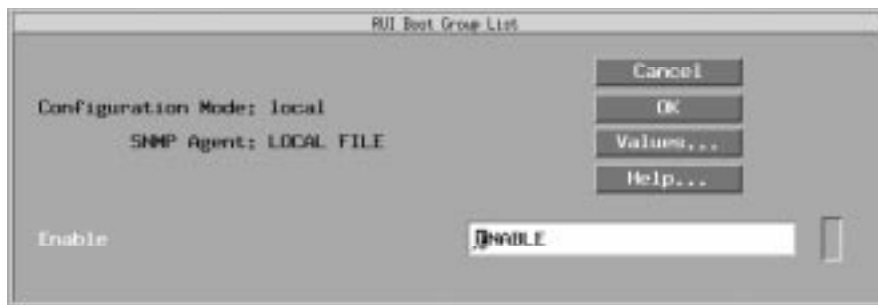 RUI Boot Group List
Cancel
Configuration Mode: local
OK
SNMP Agent: LOCAL FILE
Values...
Help...
Enable
ENABLE